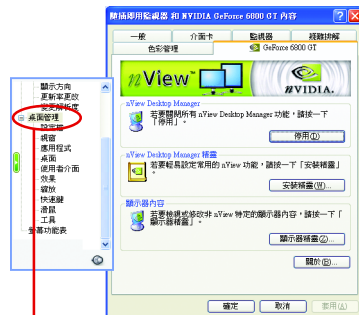 隨插即用監視器 和 NVIDIA GeForce 6800 GT 內容
一般
介面卡
監視器
疑難排解
色彩管理
GeForce 6800 GT
nView
NVIDIA.
nView Desktop Manager
若要關閉所有 nView Desktop Manager 功能，請按一下
「停用」。
停用(D)
nView Desktop Manager 精靈
若要輕易設定常用的 nView 功能，請按一下「安裝精靈」
安裝精靈(W)...
顯示器內容
若要檢視或修改非 nView 特定的顯示器內容，請按一下「
顯示器精靈」。
顯示器精靈(Z)...
關於(B)...
確定
取消
套用(A)
顯示方向
更新率更改
變更解析度
桌面管理
設定檔
視窗
應用程式
桌面
使用者介面
效果
縮放
快速鍵
滑鼠
工具
螢幕功能表